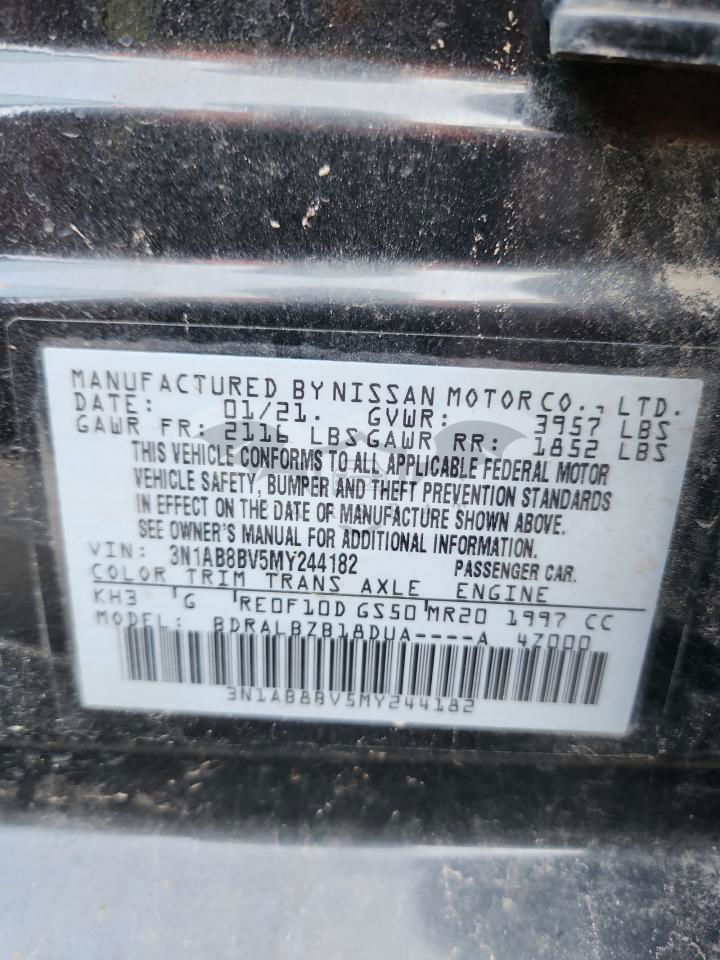 MANUFACTURED BY NISSAN MOTOR CO., LTD.
DATE: 01/21. GVWR: 3957 LBS
GAWR FR: 2116 LBS GAWR RR: 1852 LBS
THIS VEHICLE CONFORMS TO ALL APPLICABLE FEDERAL MOTOR
VEHICLE SAFETY, BUMPER AND THEFT PREVENTION STANDARDS
IN EFFECT ON THE DATE OF MANUFACTURE SHOWN ABOVE.
SEE OWNER'S MANUAL FOR ADDITIONAL INFORMATION.
VIN: 3N1AB8BV5MY244182 PASSENGER CAR.
COLOR TRIM TRANS AXLE ENGINE
KH3 G RE0F10D GS50 MR20 1997 CC
MODEL: BDRALBZB18DUA----A 4Z000
3N1AB8BV5MY244182